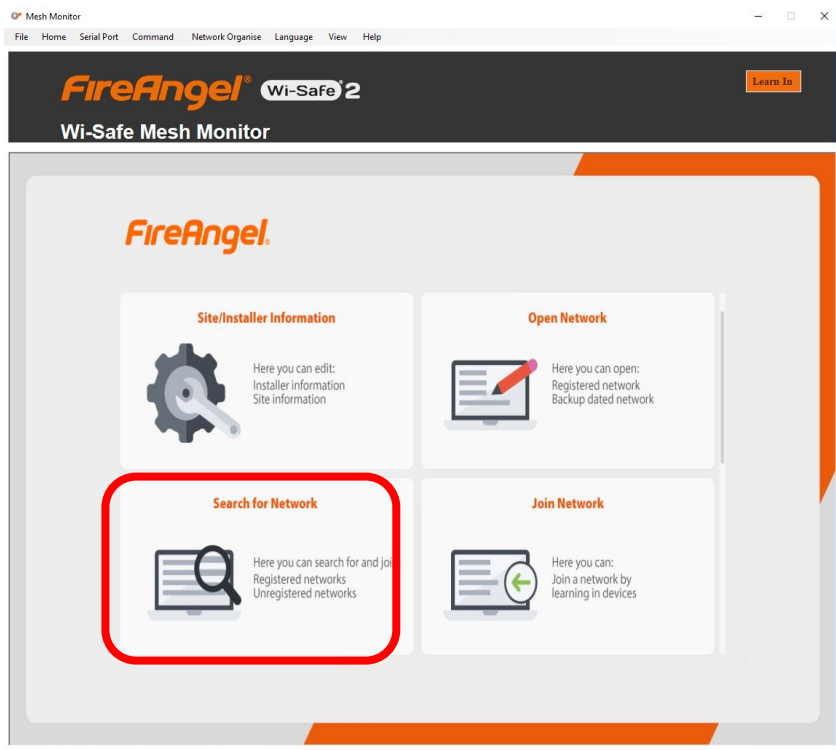 Mesh Monitor
File Home Serial Port Command Network Organise Language View Help
FireAngel® Wi-Safe 2
Learn In
Wi-Safe Mesh Monitor
FireAngel.
Site/Installer Information
Here you can edit:
Installer information
Site information
Open Network
Here you can open:
Registered network
Backup dated network
Search for Network
Here you can search for and join:
Registered networks
Unregistered networks
Join Network
Here you can:
Join a network by
learning in devices